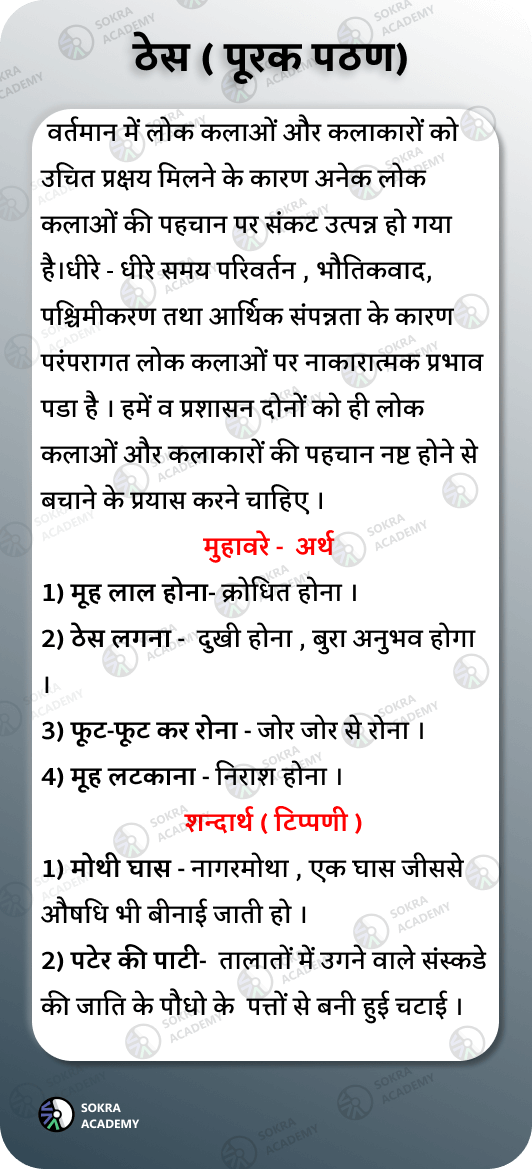 ठेस ( पूरक पठण)
वर्तमान में लोक कलाओं और कलाकारों को
उचित प्रक्षय मिलने के कारण अनेक लोक
कलाओं की पहचान पर संकट उत्पन्न हो गया
है।धीरे - धीरे समय परिवर्तन , भौतिकवाद,
पश्चिमीकरण तथा आर्थिक संपन्नता के कारण
परंपरागत लोक कलाओं पर नाकारात्मक प्रभाव
पडा है । हमें व प्रशासन दोनों को ही लोक
कलाओं और कलाकारों की पहचान नष्ट होने से
बचाने के प्रयास करने चाहिए ।
मुहावरे - अर्थ
1) मूह लाल होना- क्रोधित होना ।
2) ठेस लगना - दुखी होना , बुरा अनुभव होगा
।
3) फूट-फूट कर रोना - जोर जोर से रोना ।
4) मूह लटकाना - निराश होना ।
शन्दार्थ ( टिप्पणी )
1) मोथी घास - नागरमोथा , एक घास जीससे
औषधि भी बीनाई जाती हो ।
2) पटेर की पाटी- तालातों में उगने वाले संस्कडे
की जाति के पौधो के पत्तों से बनी हुई चटाई ।
SOKRA
ACADEMY